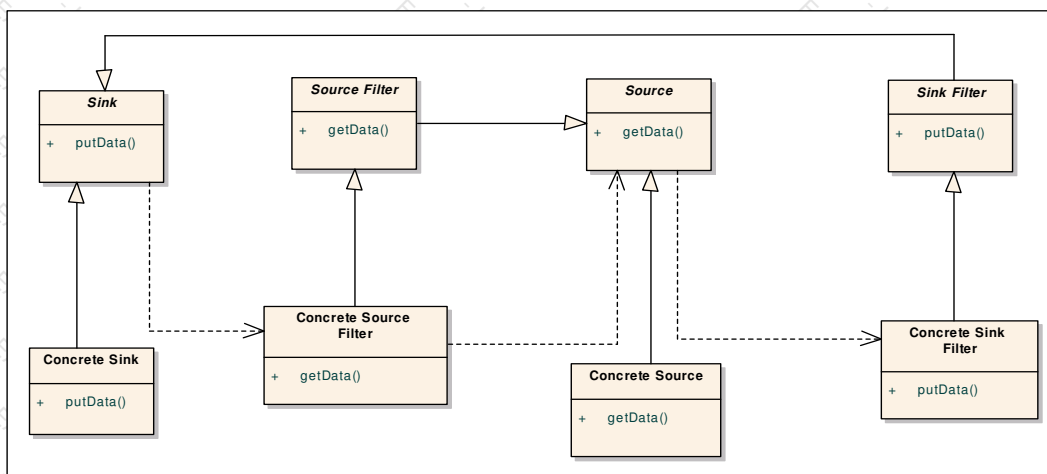 Sink
+ putData()
Source Filter
+ getData()
Source
+ getData()
Sink Filter
+ putData()
Concrete Sink
+ putData()
Concrete Source
Filter
+ getData()
Concrete Source
+ getData()
Concrete Sink
Filter
+ putData()